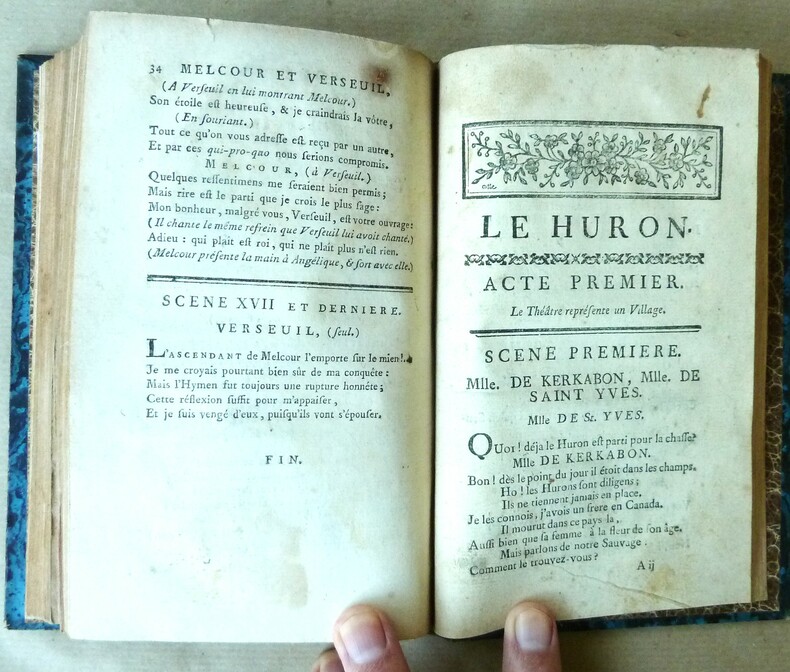 34 MELCOUR ET VERSEUIL,
(A Verseuil en lui montrant Melcour.)
Son étoile est heureuse, & je craindrais la vôtre,
(En souriant.)
Tout ce qu'on vous adresse est reçu par un autre,
Et par ces qui-pro-quo nous serions compromis.
MELCOUR, (à Verseuil.)
Quelques ressentimens me seraient bien permis;
Mais rire est le parti que je crois le plus sage:
Mon bonheur, malgré vous, Verseuil, est votre ouvrage:
(Il chante le même refrein que Verseuil lui avoit chanté.)
Adieu: qui plait est roi, qui ne plait plus n'est rien.
(Melcour présente la main à Angélique, & sort avec elle.)
SCENE XVII ET DERNIERE.
VERSEUIL, (seul.)
L'ASCENDANT de Melcour l'emporte sur le mien!
Je me croyais pourtant bien sûr de ma conquête:
Mais l'Hymen fut toujours une rupture honnête;
Cette réflexion suffit pour m'appaiser,
Et je suis vengé d'eux, puisqu'ils vont s'épouser.
FIN.
LE HURON.
ACTE PREMIER.
Le Théâtre représente un Village.
SCENE PREMIERE.
Mlle. DE KERKABON, Mlle. DE
SAINT YVES.
Mlle DE St. YVES.
QUOI! déja le Huron est parti pour la chasse?
Mlle DE KERKABON.
Bon! dès le point du jour il étoit dans les champs.
Ho! les Hurons sont diligens;
Ils ne tiennent jamais en place.
Je les connois, j'avois un frere en Canada.
Il mourut dans ce pays là,
Aussi bien que sa femme à la fleur de son âge.
Mais parlons de notre Sauvage.
Comment le trouvez-vous?
A ij